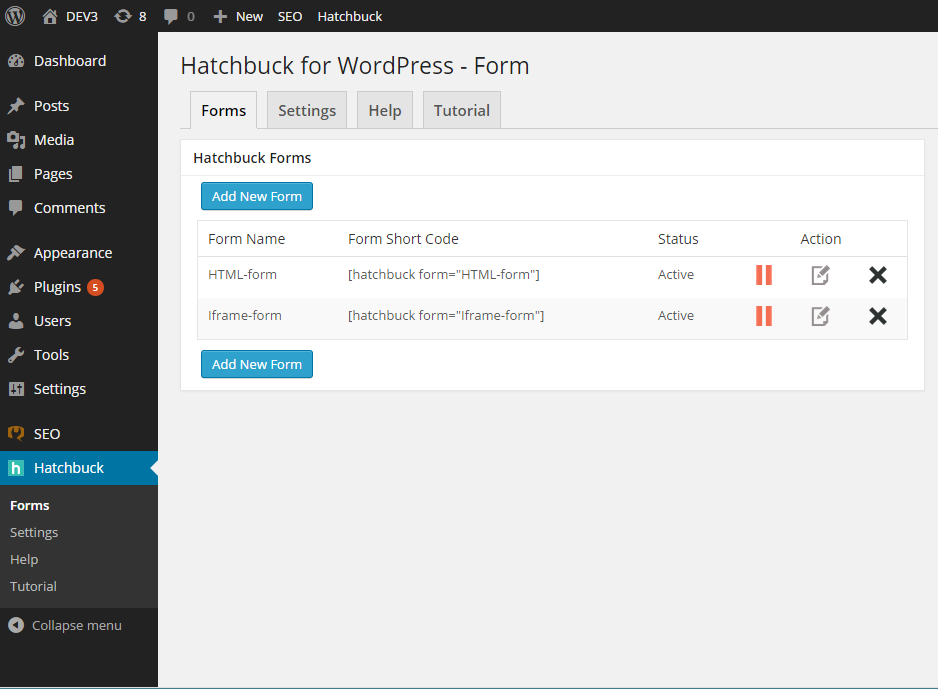 DEV3 8 0 New SEO Hatchbuck
Dashboard
Posts
Media
Pages
Comments
Appearance
Plugins 5
Users
Tools
Settings
SEO
h Hatchbuck
Forms
Settings
Help
Tutorial
Collapse menu
Hatchbuck for WordPress - Form
Forms Settings Help Tutorial
Hatchbuck Forms
Add New Form
Form Name Form Short Code Status Action
HTML-form [hatchbuck form="HTML-form"] Active
Iframe-form [hatchbuck form="Iframe-form"] Active
Add New Form